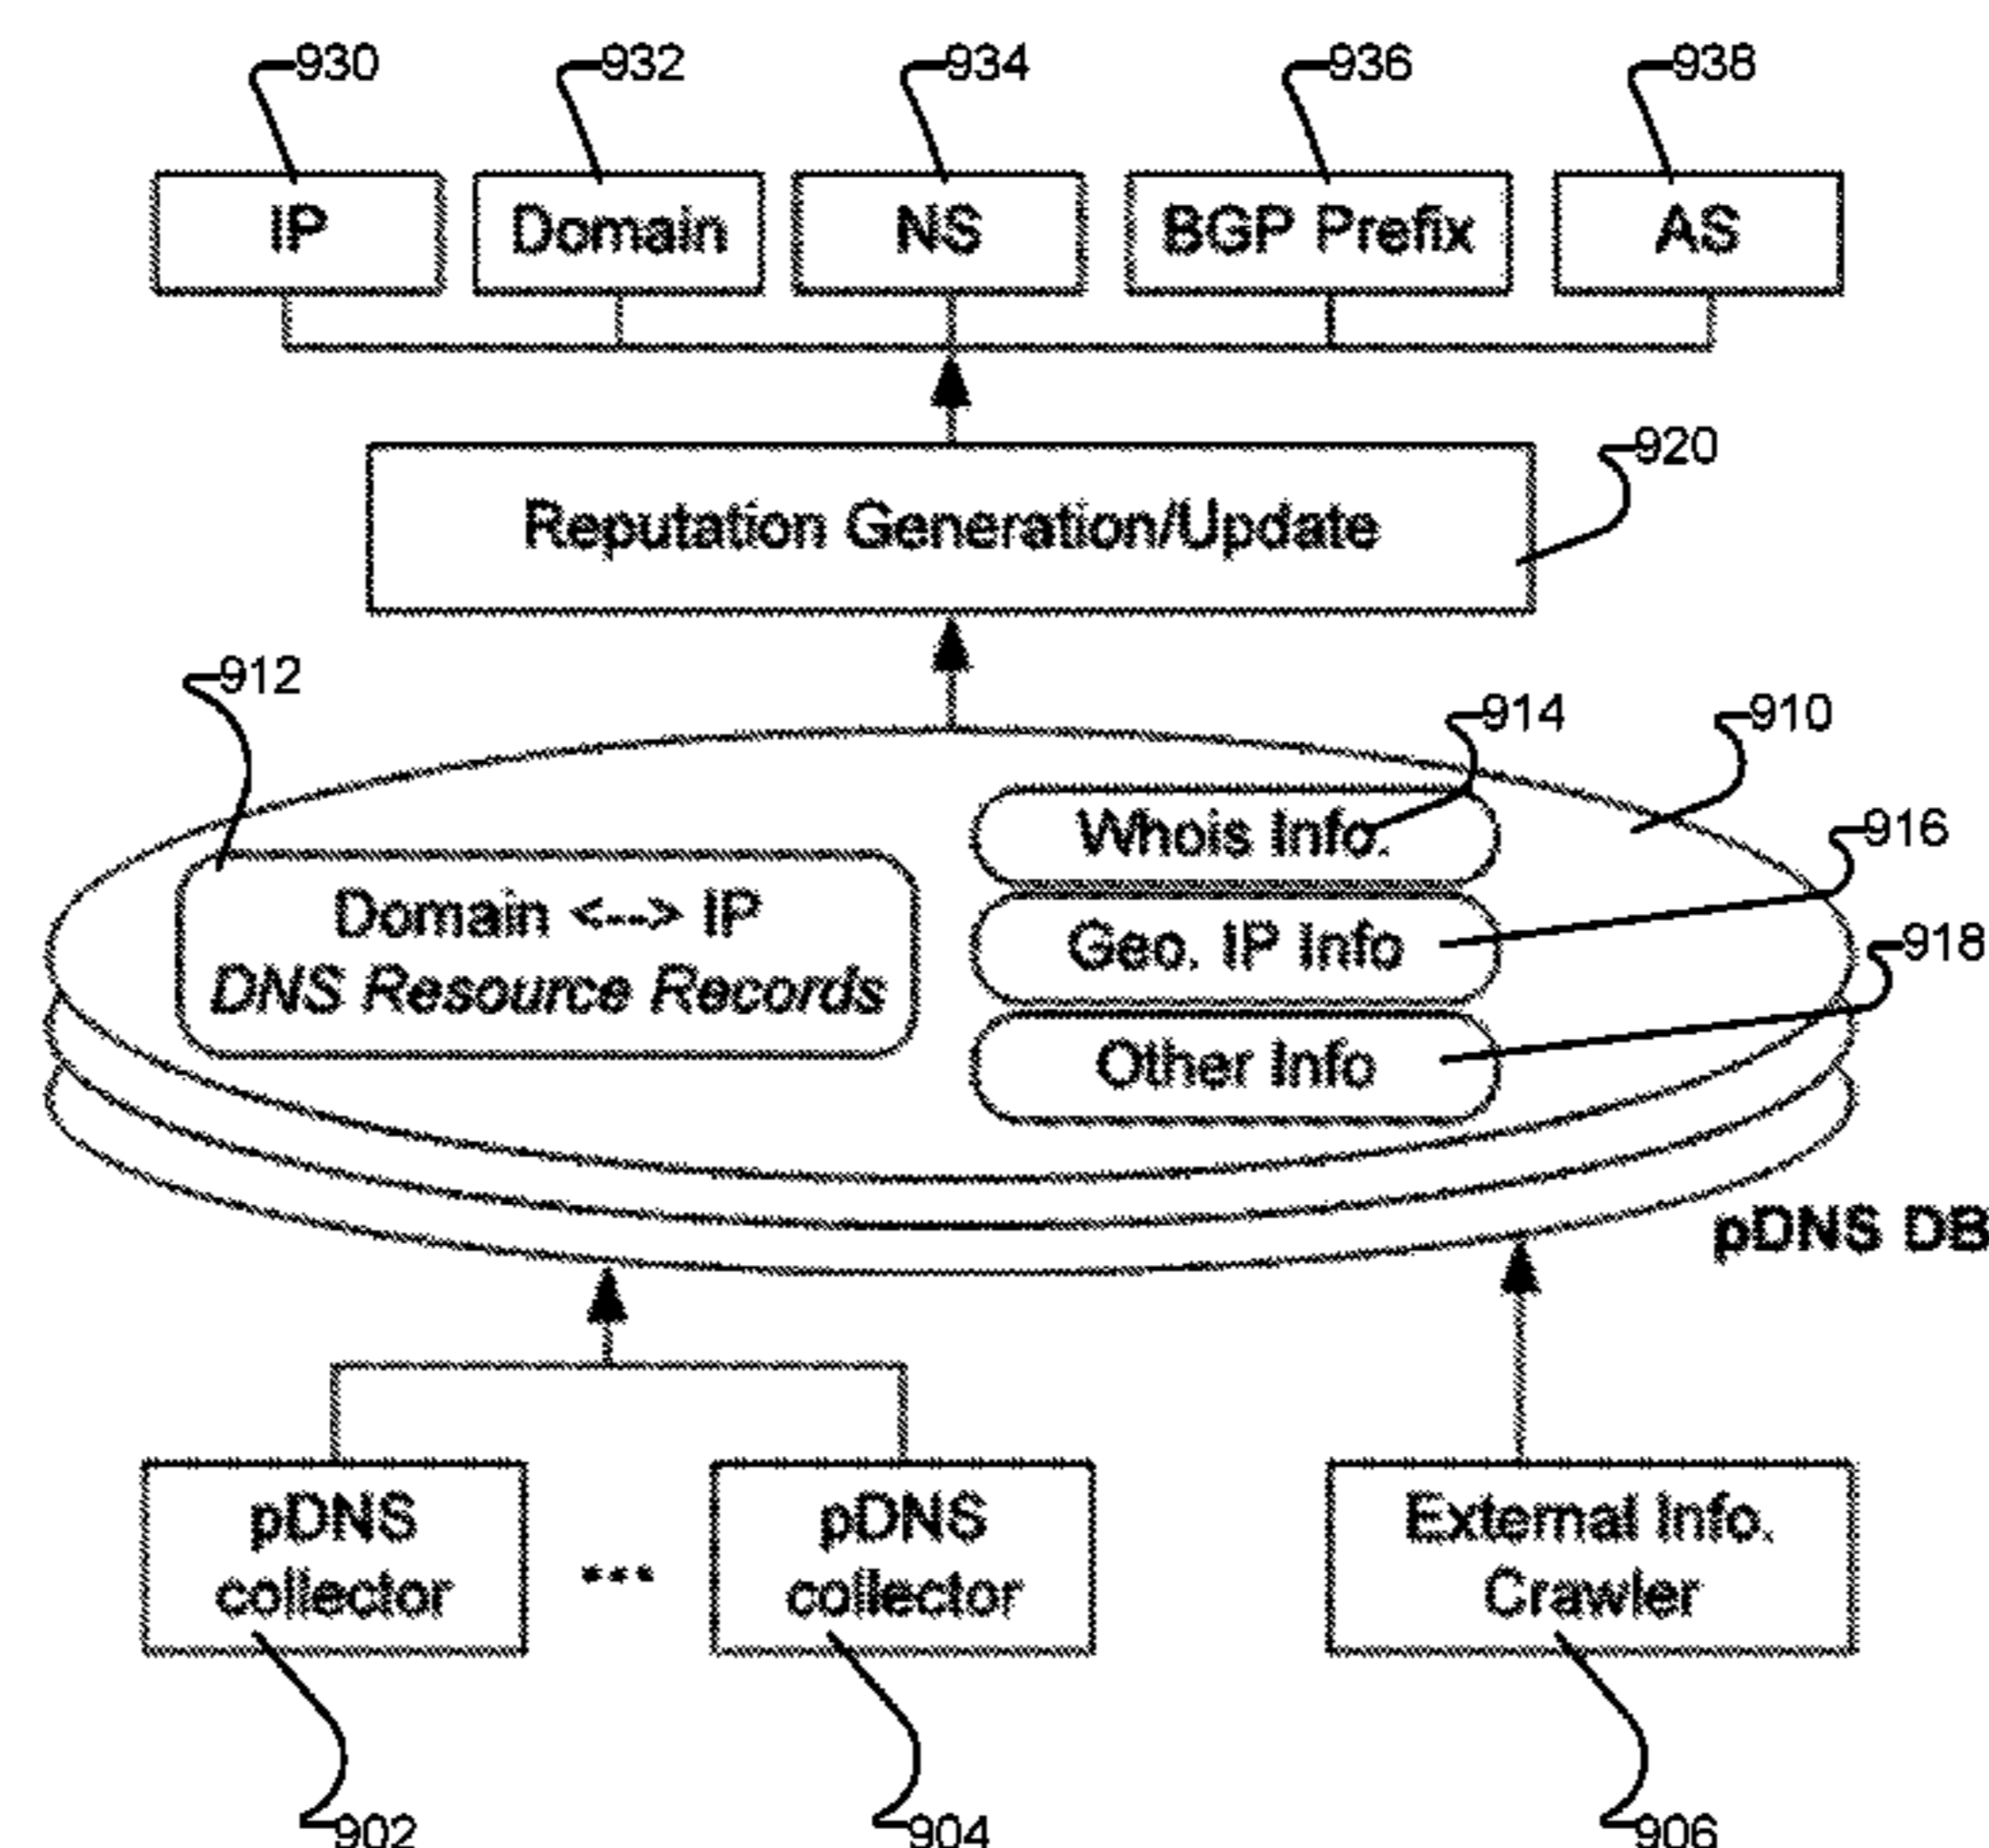 930 932 934 936 938
IP Domain NS BGP Prefix AS
920
Reputation Generation/Update
912
914 910
Whois Info.
916
Domain <---> IP
Geo. IP Info
918
DNS Resource Records
Other Info
pDNS DB
pDNS
collector
...
pDNS
collector
External Info.
Crawler
902 904 906